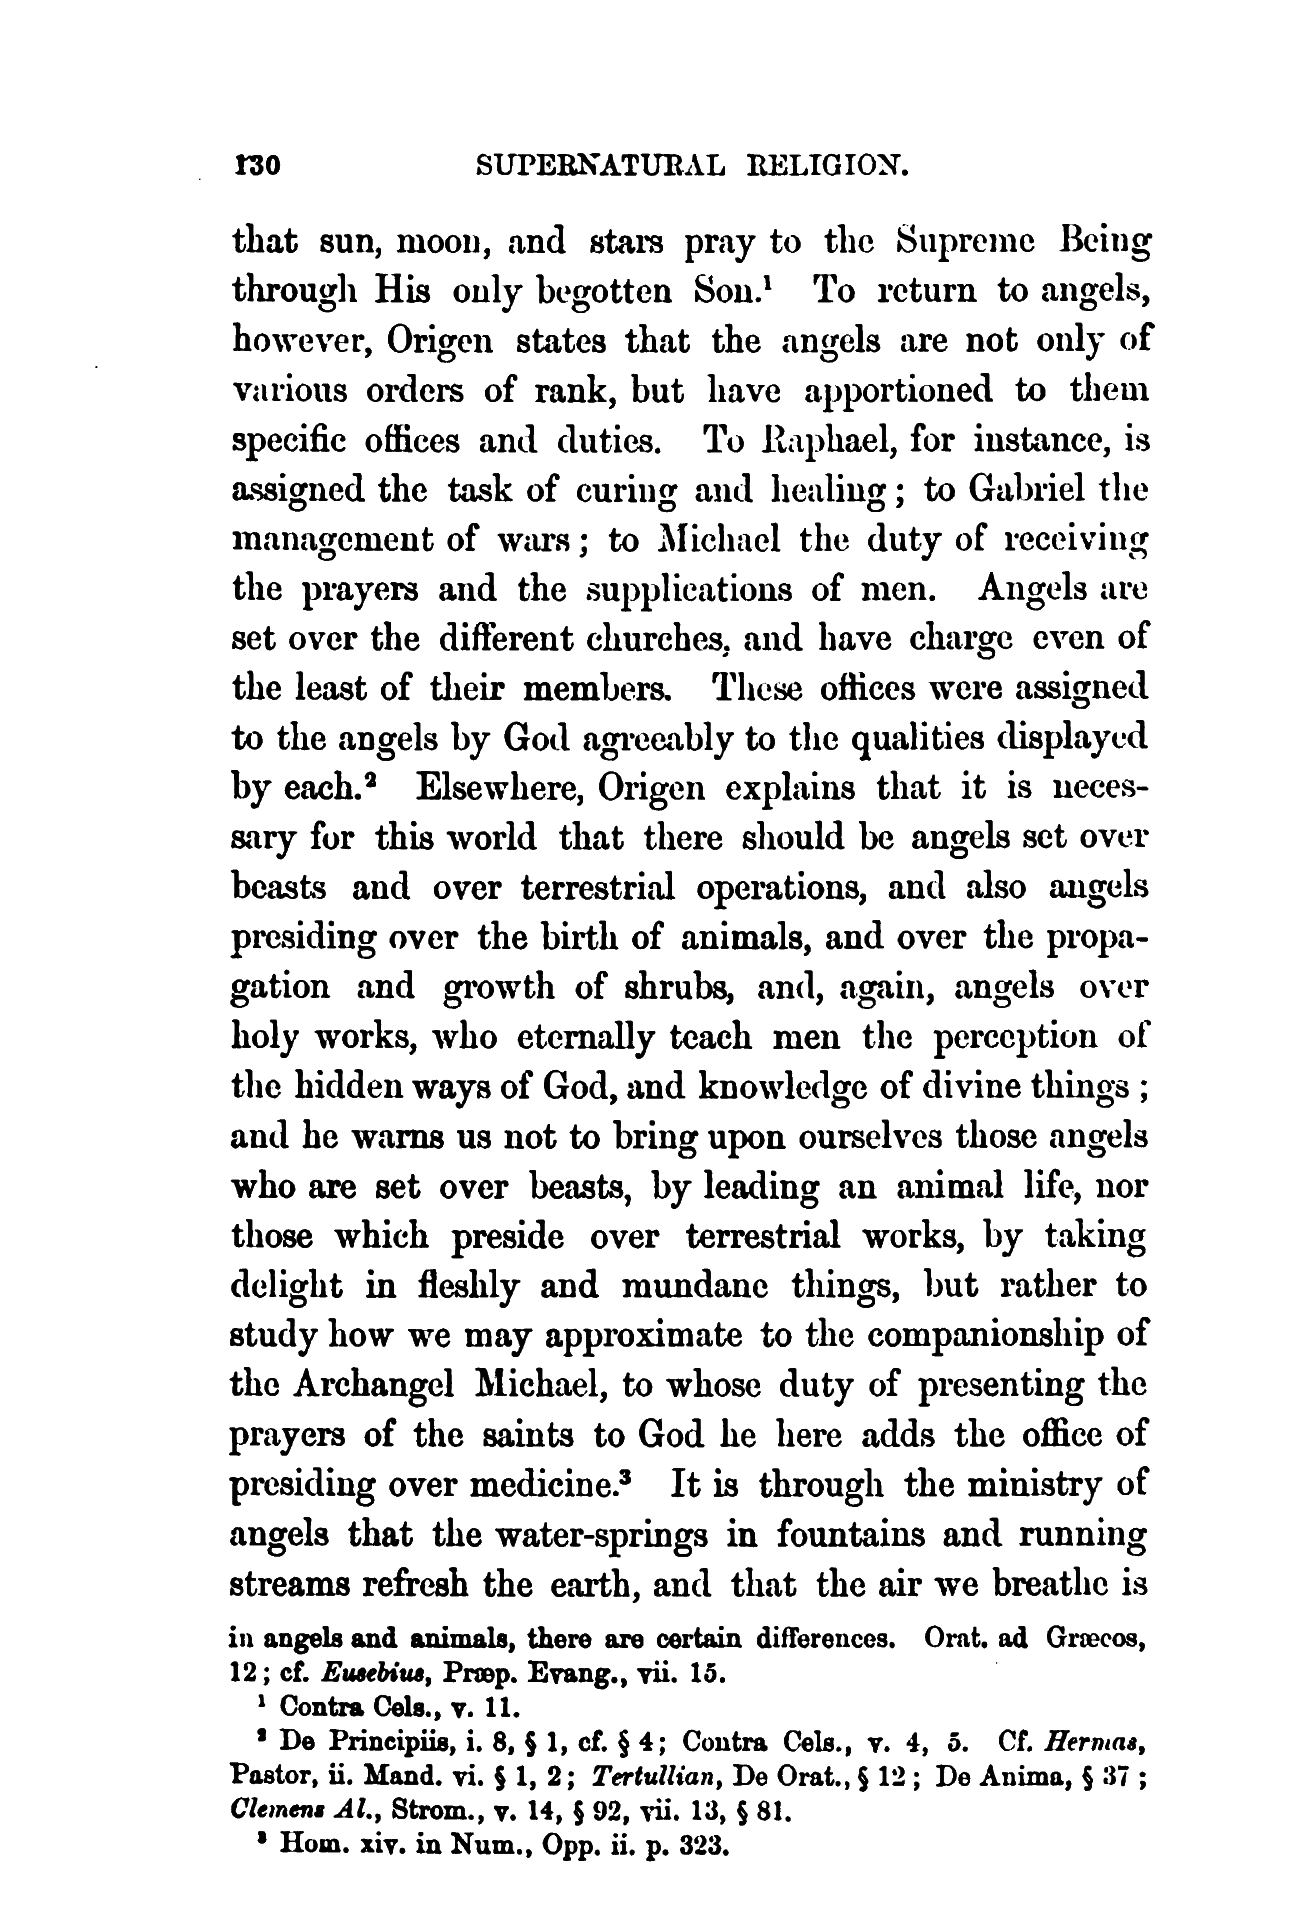 130 SUPERNATURAL RELIGION.
that sun, moon, and stars pray to the Supreme Being
through His only begotten Son.¹ To return to angels,
however, Origen states that the angels are not only of
various orders of rank, but have apportioned to them
specific offices and duties. To Raphael, for instance, is
assigned the task of curing and healing; to Gabriel the
management of wars; to Michael the duty of receiving
the prayers and the supplications of men. Angels are
set over the different churches, and have charge even of
the least of their members. These offices were assigned
to the angels by God agreeably to the qualities displayed
by each.² Elsewhere, Origen explains that it is neces-
sary for this world that there should be angels set over
beasts and over terrestrial operations, and also angels
presiding over the birth of animals, and over the propa-
gation and growth of shrubs, and, again, angels over
holy works, who eternally teach men the perception of
the hidden ways of God, and knowledge of divine things;
and he warns us not to bring upon ourselves those angels
who are set over beasts, by leading an animal life, nor
those which preside over terrestrial works, by taking
delight in fleshly and mundane things, but rather to
study how we may approximate to the companionship of
the Archangel Michael, to whose duty of presenting the
prayers of the saints to God he here adds the office of
presiding over medicine.³ It is through the ministry of
angels that the water-springs in fountains and running
streams refresh the earth, and that the air we breathe is
in angels and animals, there are certain differences. Orat. ad Græcos,
12; cf. Eusebius, Præp. Evang., vii. 15.
¹ Contra Cels., v. 11.
² De Principiis, i. 8, § 1, cf. § 4; Contra Cels., v. 4, 5. Cf. Hermas,
Pastor, ii. Mand. vi. § 1, 2; Tertullian, De Orat., § 12; De Anima, § 37;
Clemens Al., Strom., v. 14, § 92, vii. 13, § 81.
³ Hom. xiv. in Num., Opp. ii. p. 323.